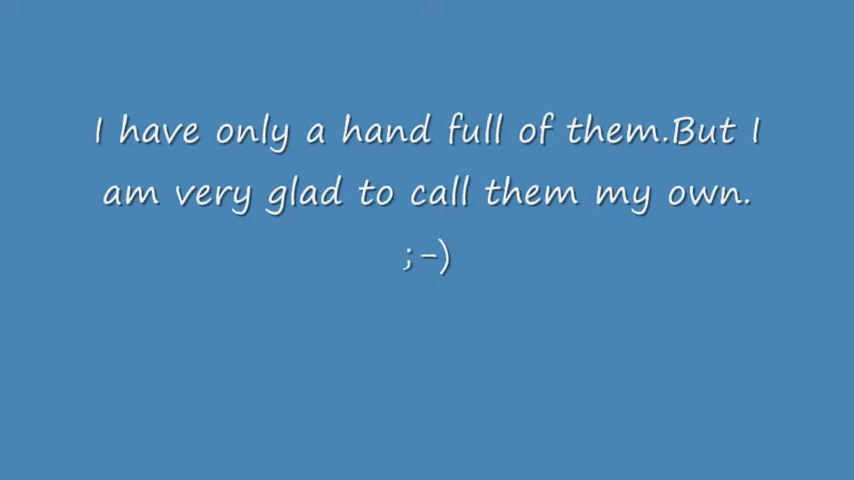 I have only a hand full of them.But I
am very glad to call them my own.
;-)